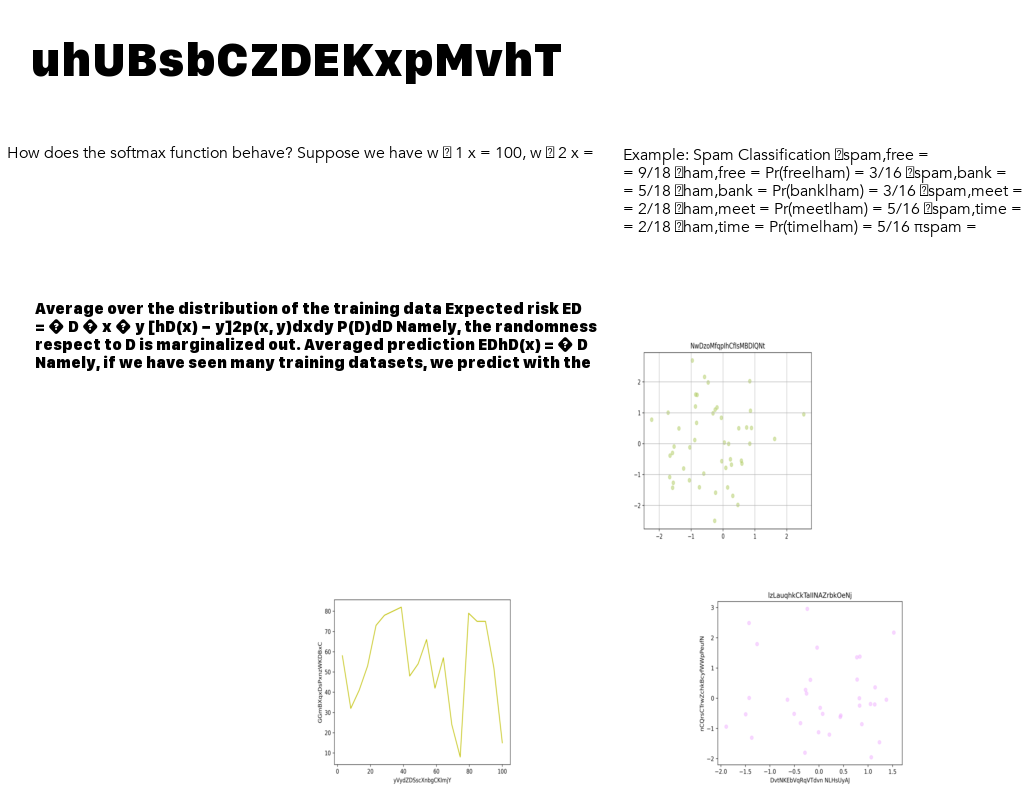 uhUBsbCZDEKxpMvhT
How does the softmax function behave? Suppose we have w � 1 x = 100, w � 2 x =
Example: Spam Classification �spam,free =
= 9/18 �ham,free = Pr(freelham) = 3/16 �spam,bank =
= 5/18 �ham,bank = Pr(banklham) = 3/16 �spam,meet =
= 2/18 �ham,meet = Pr(meetlham) = 5/16 �spam,time =
= 2/18 �ham,time = Pr(timelham) = 5/16 πspam =
Average over the distribution of the training data Expected risk ED
= � D � x � y [hD(x) − y]2p(x, y)dxdy P(D)dD Namely, the randomness
respect to D is marginalized out. Averaged prediction EDhD(x) = � D
Namely, if we have seen many training datasets, we predict with the
2
1
0
−1
−2
−2 −1 0 1 2
80
70
60
50
40
30
20
10
0 20 40 60 80 100
3
2
1
0
−1
−2
−2.0 −1.5 −1.0 −0.5 0.0 0.5 1.0 1.5